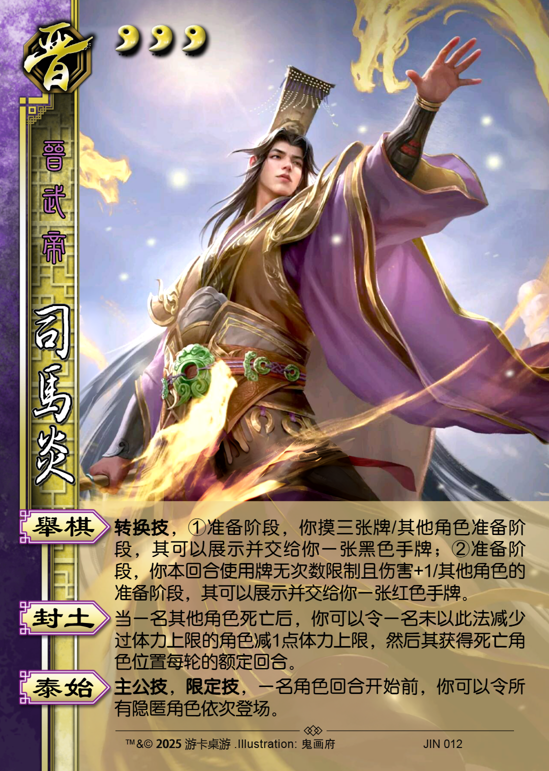 晋
晉武帝
司馬炎
舉棋
转换技，①准备阶段，你摸三张牌/其他角色准备阶
段，其可以展示并交给你一张黑色手牌；②准备阶
段，你本回合使用牌无次数限制且伤害+1/其他角色的
准备阶段，其可以展示并交给你一张红色手牌。
封土
当一名其他角色死亡后，你可以令一名未以此法减少
过体力上限的角色减1点体力上限，然后其获得死亡角
色位置每轮的额定回合。
泰始
主公技，限定技，一名角色回合开始前，你可以令所
有隐匿角色依次登场。
™&© 2025 游卡桌游 .Illustration: 鬼画府
JIN 012